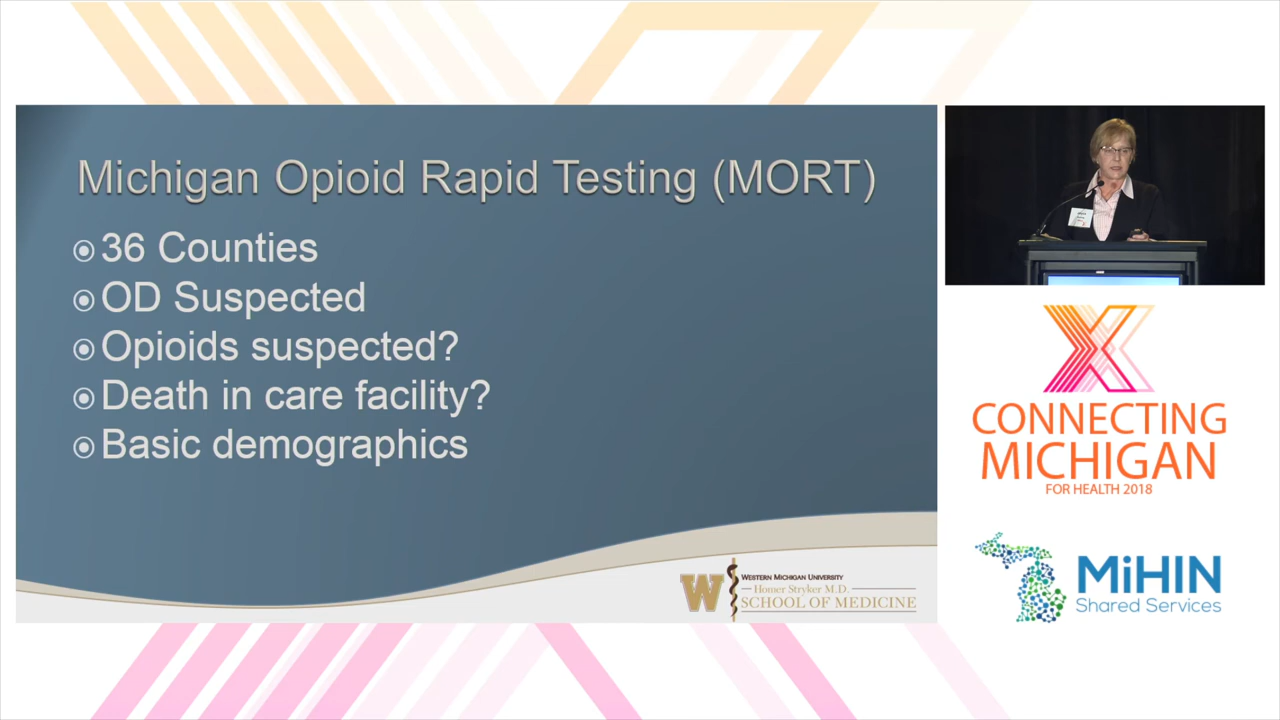 Michigan Opioid Rapid Testing (MORT)
36 Counties
OD Suspected
Opioids suspected?
Death in care facility?
Basic demographics
W
WESTERN MICHIGAN UNIVERSITY
Homer Stryker M.D.
SCHOOL OF MEDICINE
CONNECTING
MICHIGAN
FOR HEALTH 2018
MiHIN
Shared Services